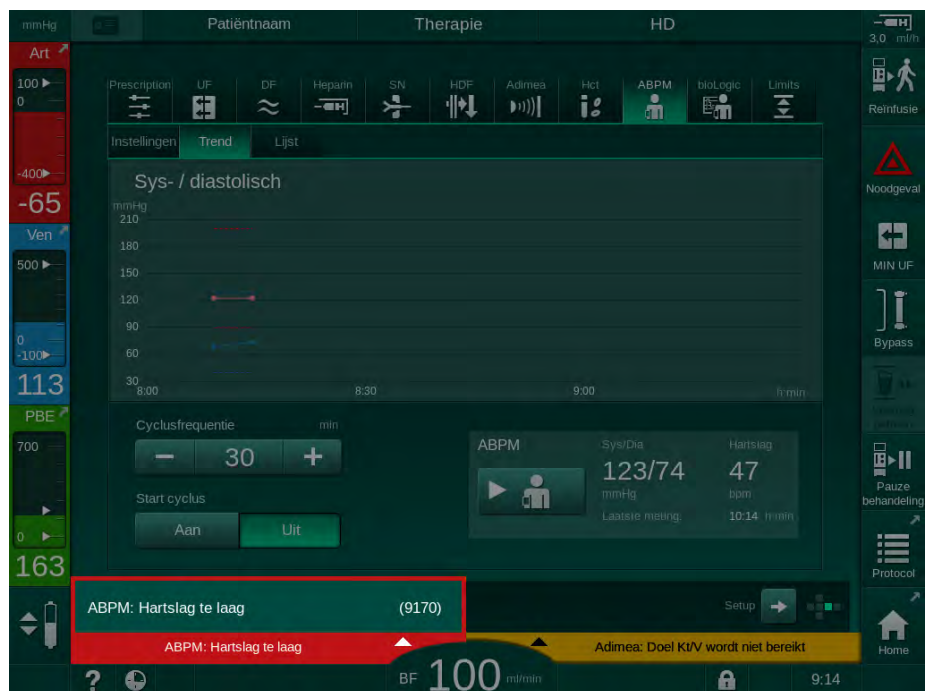 mmHg
Patiëntnaam
Therapie
HD
3,0 ml/h
Art
100
0
-400
-65
Ven
500
0
-100
113
PBE
700
0
163
Prescription
UF
DF
Heparin
SN
HDF
Adimea
Hct
ABPM
bioLogic
Limits
Instellingen
Trend
Lijst
Sys- / diastolisch
mmHg
210
180
150
120
90
60
30
8:00
8:30
9:00
h:min
Cyclusfrequentie
min
30
Start cyclus
Aan
Uit
ABPM
Sys/Dia
Hartslag
123/74
47
mmHg
bpm
Laatste meting:
10:14 h:min
ABPM: Hartslag te laag
(9170)
Setup
ABPM: Hartslag te laag
Adimea: Doel Kt/V wordt niet bereikt
?
BF 100 ml/min
9:14
Reïnfusie
Noodgeval
MIN UF
Bypass
Pauze
behandeling
Protocol
Home